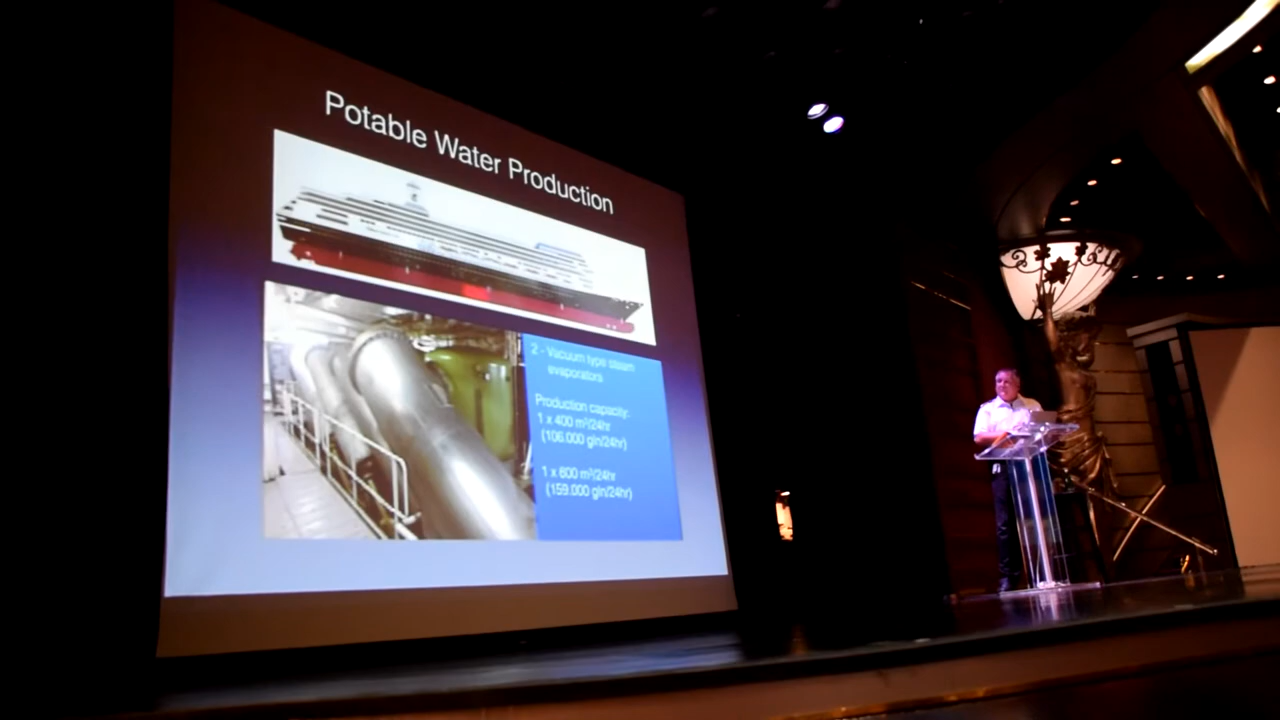 Potable Water Production
2 - Vacuum type steam
evaporators
Production capacity:
1 x 400 m³/24hr
(106.000 gln/24hr)
1 x 600 m³/24hr
(159.000 gln/24hr)